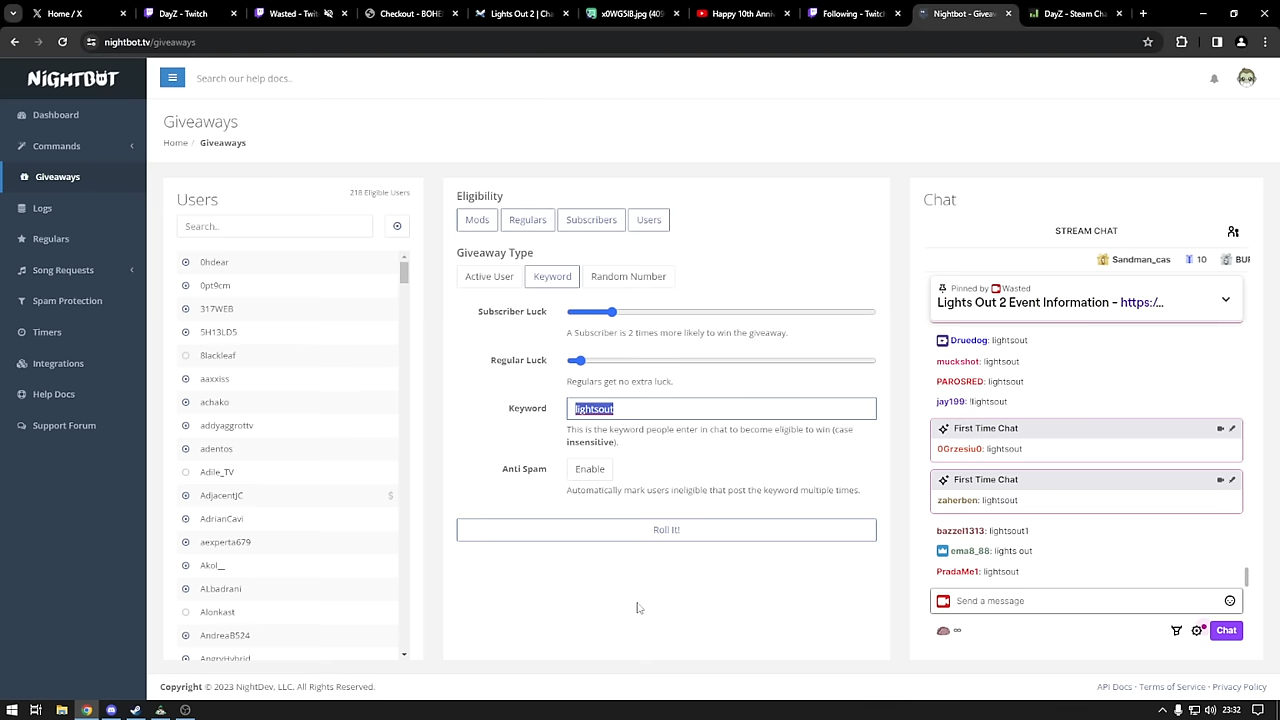 DayZ - Twitch
Wasted - Twit
Checkout - BOHE
Lights Out 2 | Cha
x0WG5I8.jpg (409
Happy 10th Anni
Following - Twitch
Nightbot - Giveaw
DayZ - Steam Cha
nightbot.tv/giveaways
NIGHTBOT
Search our help docs..
Dashboard
Commands
Giveaways
Logs
Regulars
Song Requests
Spam Protection
Timers
Integrations
Help Docs
Support Forum
Giveaways
Home / Giveaways
Users
218 Eligible Users
Search..
0hdear
0pt9cm
317WEB
5H13LD5
8lackleaf
aaxxiss
achako
addyaggrottv
adentos
Adile_TV
AdjacentJC $
AdrianCavi
aexperta679
Akol__
ALbadrani
Alonkast
AndreaB524
AngryHybrid
Eligibility
Mods Regulars Subscribers Users
Giveaway Type
Active User Keyword Random Number
Subscriber Luck
A Subscriber is 2 times more likely to win the giveaway.
Regular Luck
Regulars get no extra luck.
Keyword lightsout
This is the keyword people enter in chat to become eligible to win (case
insensitive).
Anti Spam Enable
Automatically mark users ineligible that post the keyword multiple times.
Roll It!
Chat
STREAM CHAT
Sandman_cas 10 BUF
Pinned by Wasted
Lights Out 2 Event Information - https:/...
Druedog: lightsout
muckshot: lightsout
PAROSRED: lightsout
jay199: !lightsout
First Time Chat
0Grzesiu0: lightsout
First Time Chat
zaherben: lightsout
bazzel1313: lightsout1
ema8_88: lights out
PradaMe1: lightsout
Send a message
∞
Chat
Copyright © 2023 NightDev, LLC. All Rights Reserved.
API Docs - Terms of Service - Privacy Policy
23:32